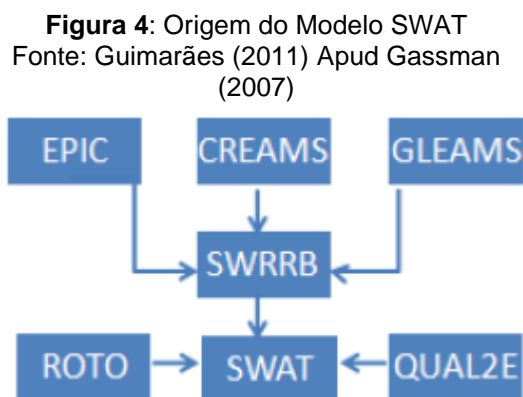 Figura 4: Origem do Modelo SWAT
Fonte: Guimarães (2011) Apud Gassman
(2007)
EPIC CREAMS GLEAMS
SWRRB
ROTO SWAT QUAL2E